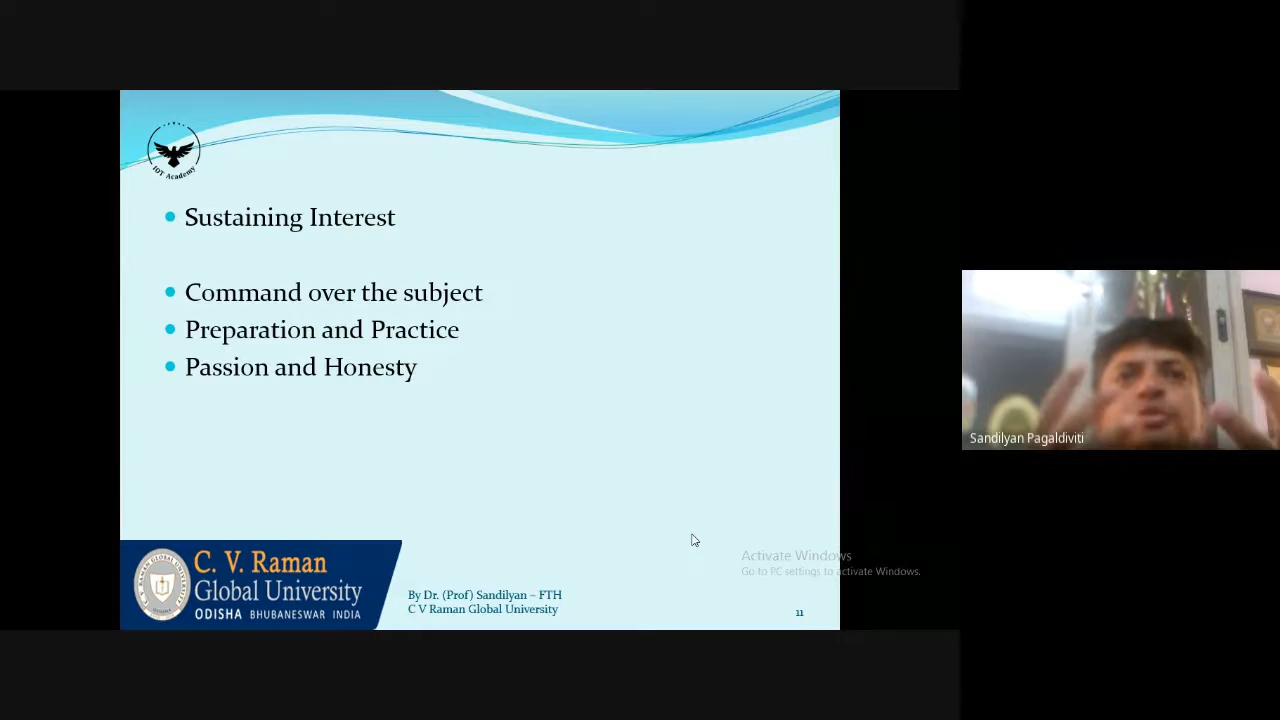 IOT Academy
Sustaining Interest
Command over the subject
Preparation and Practice
Passion and Honesty
C. V. Raman
Global University
ODISHA BHUBANESWAR INDIA
By Dr. (Prof) Sandilyan – FTH
C V Raman Global University
11
Activate Windows
Go to PC settings to activate Windows.
Sandilyan Pagaldiviti